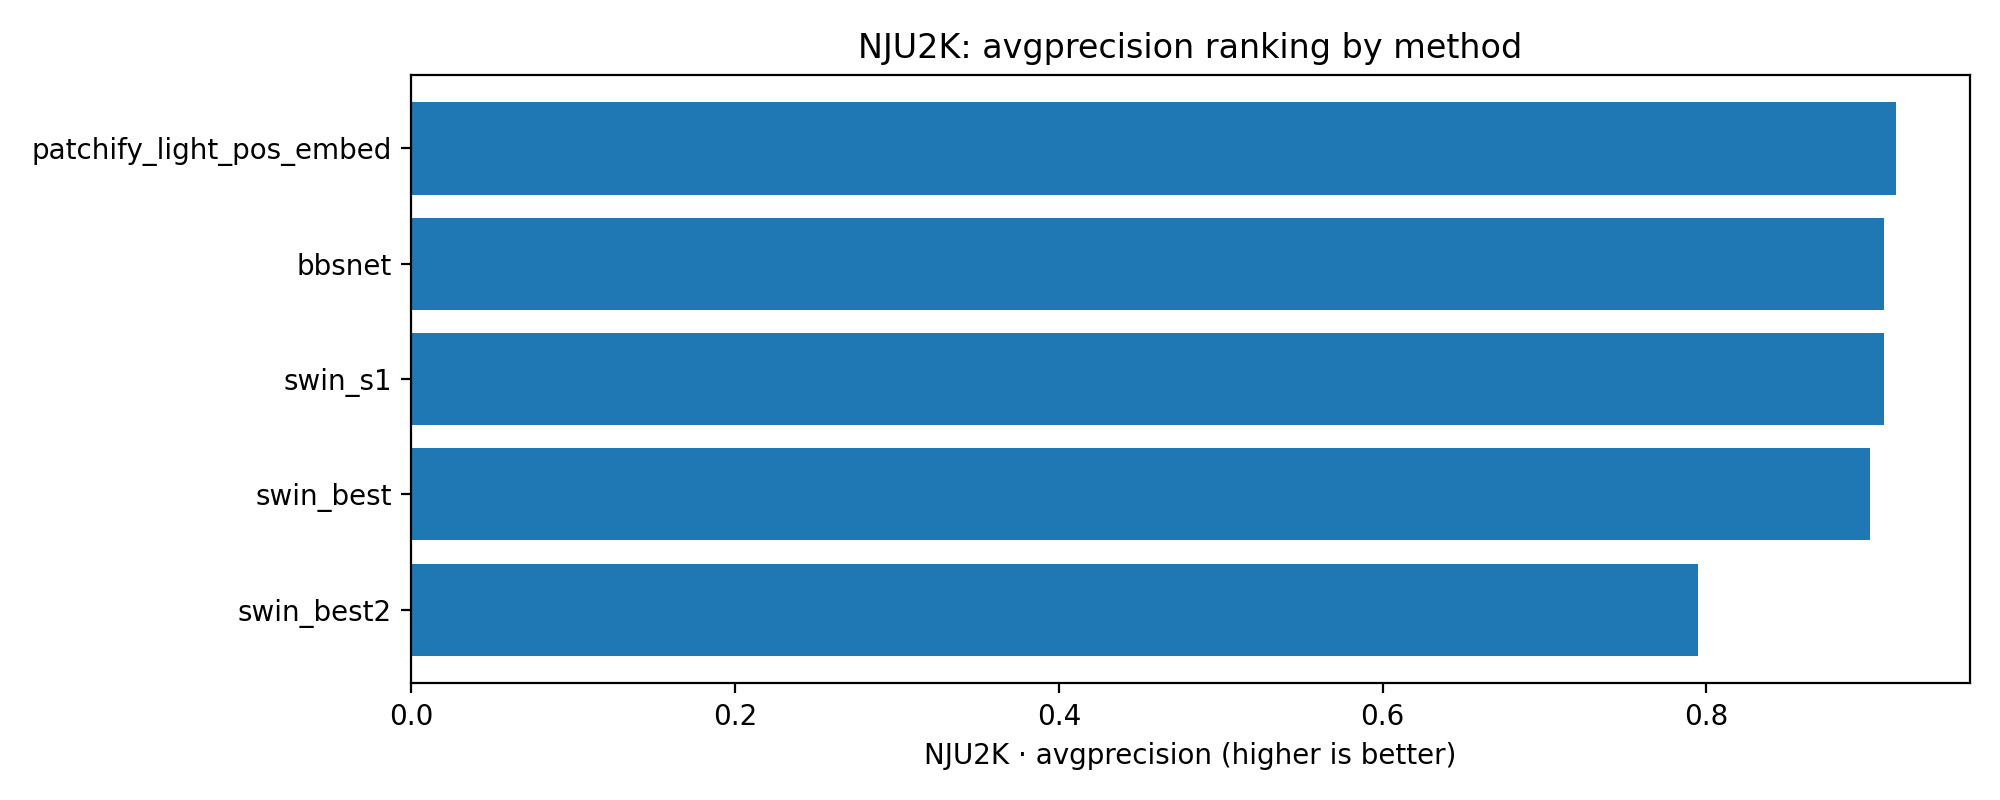 NJU2K: avgprecision ranking by method
patchify_light_pos_embed
bbsnet
swin_s1
swin_best
swin_best2
0.0 0.2 0.4 0.6 0.8
NJU2K · avgprecision (higher is better)